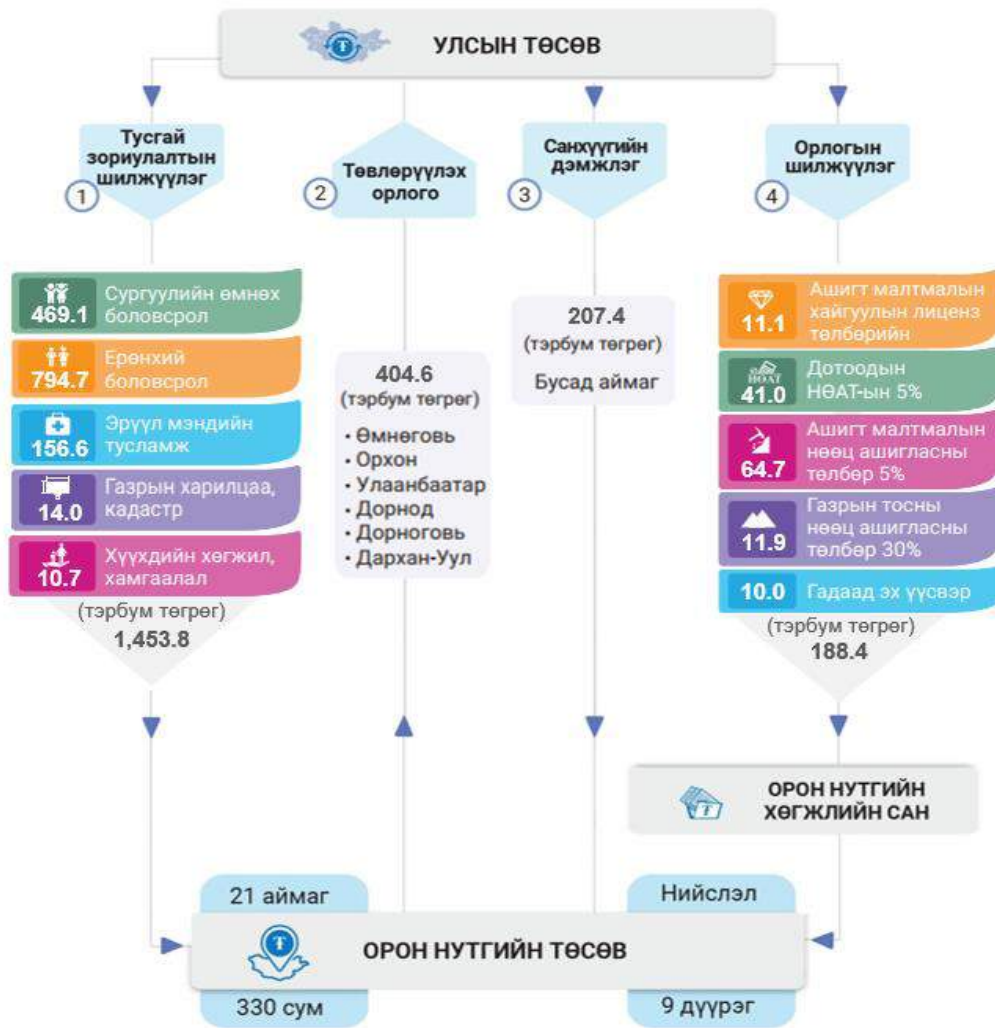 УЛСЫН ТӨСӨВ
Тусгай
зориулалтын
шилжүүлэг
1
Төвлөрүүлэх
орлого
2
Санхүүгийн
дэмжлэг
3
Орлогын
шилжүүлэг
4
469.1
Сургуулийн өмнөх
боловсрол
794.7
Ерөнхий
боловсрол
156.6
Эрүүл мэндийн
тусламж
14.0
Газрын харилцаа,
кадастр
10.7
Хүүхдийн хөгжил,
хамгаалал
(тэрбум төгрөг)
1,453.8
404.6
(тэрбум төгрөг)
• Өмнөговь
• Орхон
• Улаанбаатар
• Дорнод
• Дорноговь
• Дархан-Уул
207.4
(тэрбум төгрөг)
Бусад аймаг
11.1
Ашигт малтмалын
хайгуулын лиценз
төлбөрийн
НӨАТ
41.0
Дотоодын
НӨАТ-ын 5%
64.7
Ашигт малтмалын
нөөц ашигласны
төлбөр 5%
11.9
Газрын тосны
нөөц ашигласны
төлбөр 30%
10.0 Гадаад эх үүсвэр
(тэрбум төгрөг)
188.4
ОРОН НУТГИЙН
ХӨГЖЛИЙН САН
21 аймаг
Нийслэл
ОРОН НУТГИЙН ТӨСӨВ
330 сум
9 дүүрэг